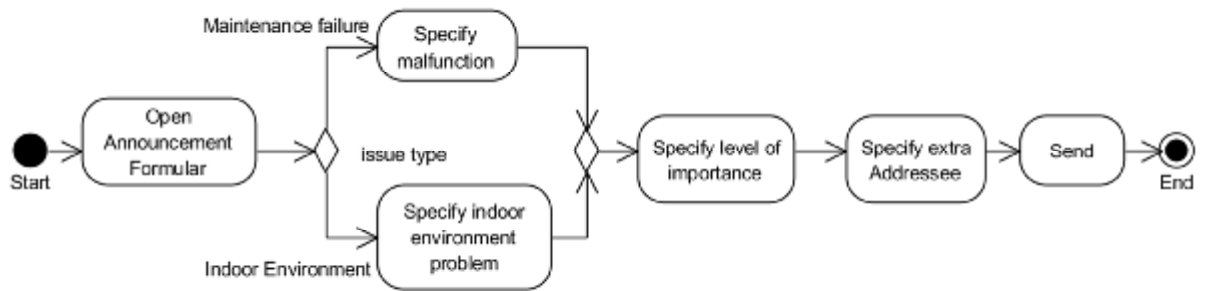 Maintenance failure
Specify
malfunction
Open
Announcement
Formular
Start
issue type
Specify indoor
environment
problem
Indoor Environment
Specify level of
importance
Specify extra
Addressee
Send
End